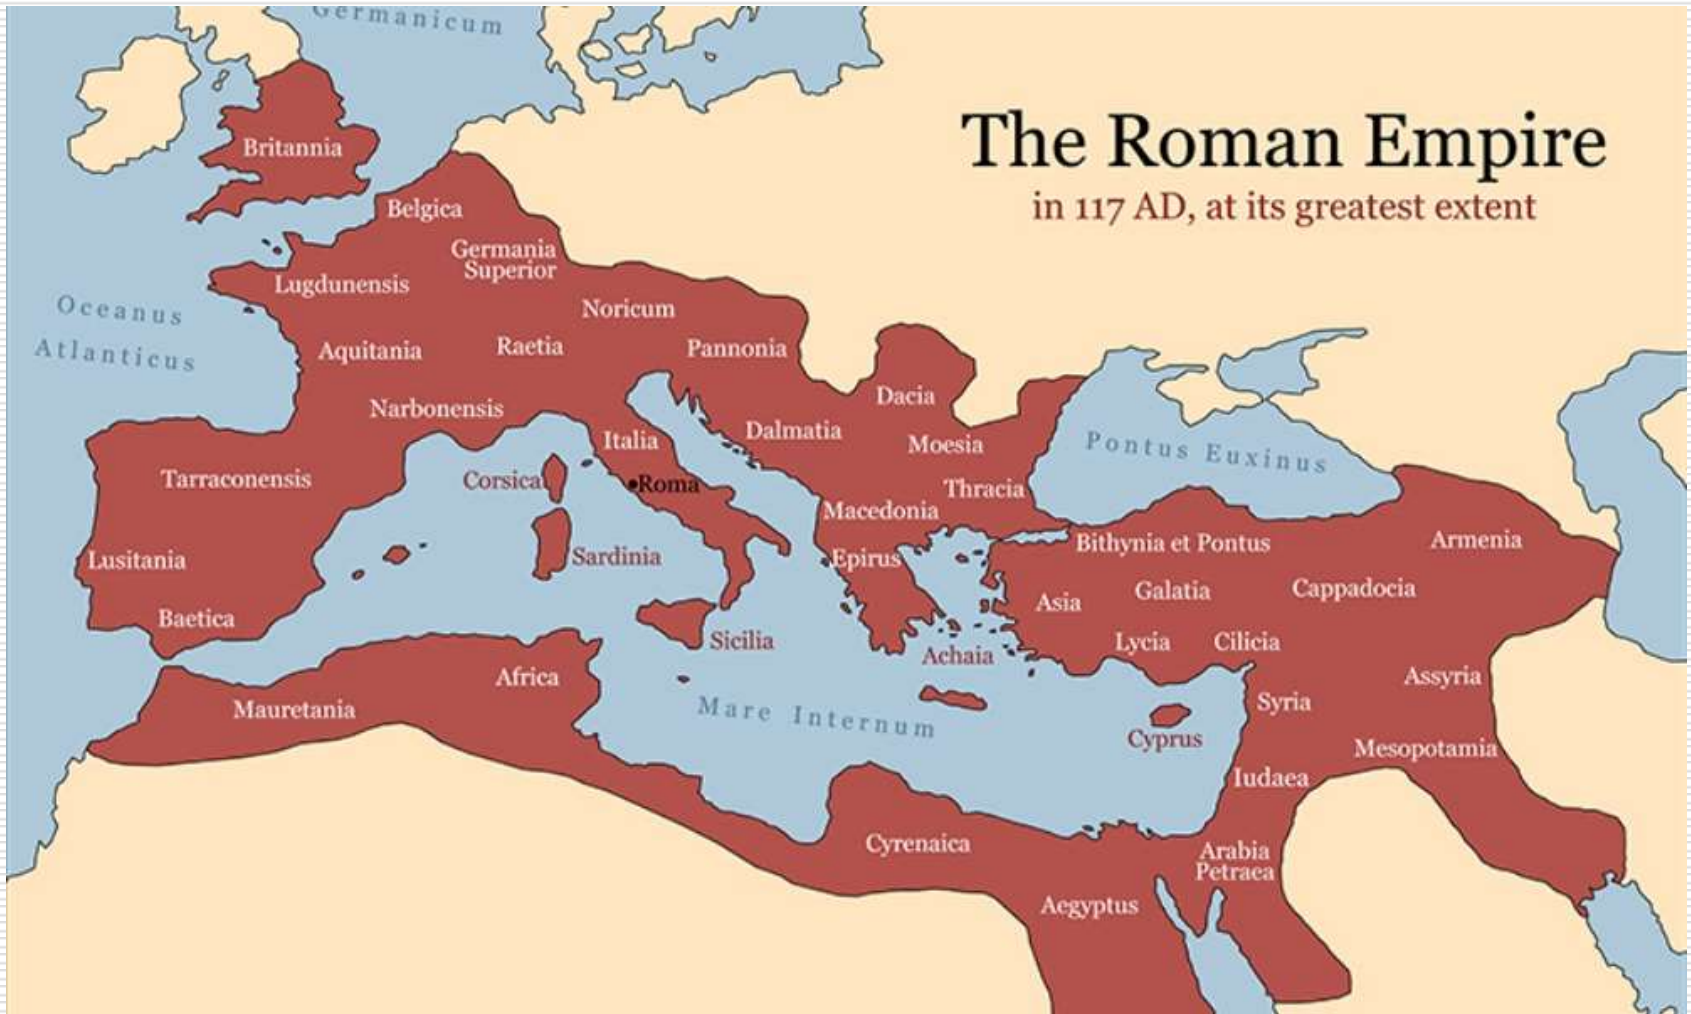 Germanicum
The Roman Empire
in 117 AD, at its greatest extent
Britannia
Belgica
Germania
Superior
Lugdunensis
Noricum
Oceanus
Atlanticus
Aquitania
Raetia
Pannonia
Dacia
Narbonensis
Italia
Dalmatia
Moesia
Pontus Euxinus
Tarraconensis
Corsica
Roma
Thracia
Macedonia
Lusitania
Sardinia
Epirus
Bithynia et Pontus
Armenia
Asia
Galatia
Cappadocia
Baetica
Sicilia
Achaia
Lycia
Cilicia
Mauretania
Africa
Mare Internum
Cyprus
Syria
Assyria
Mesopotamia
Iudaea
Cyrenaica
Arabia
Petraea
Aegyptus